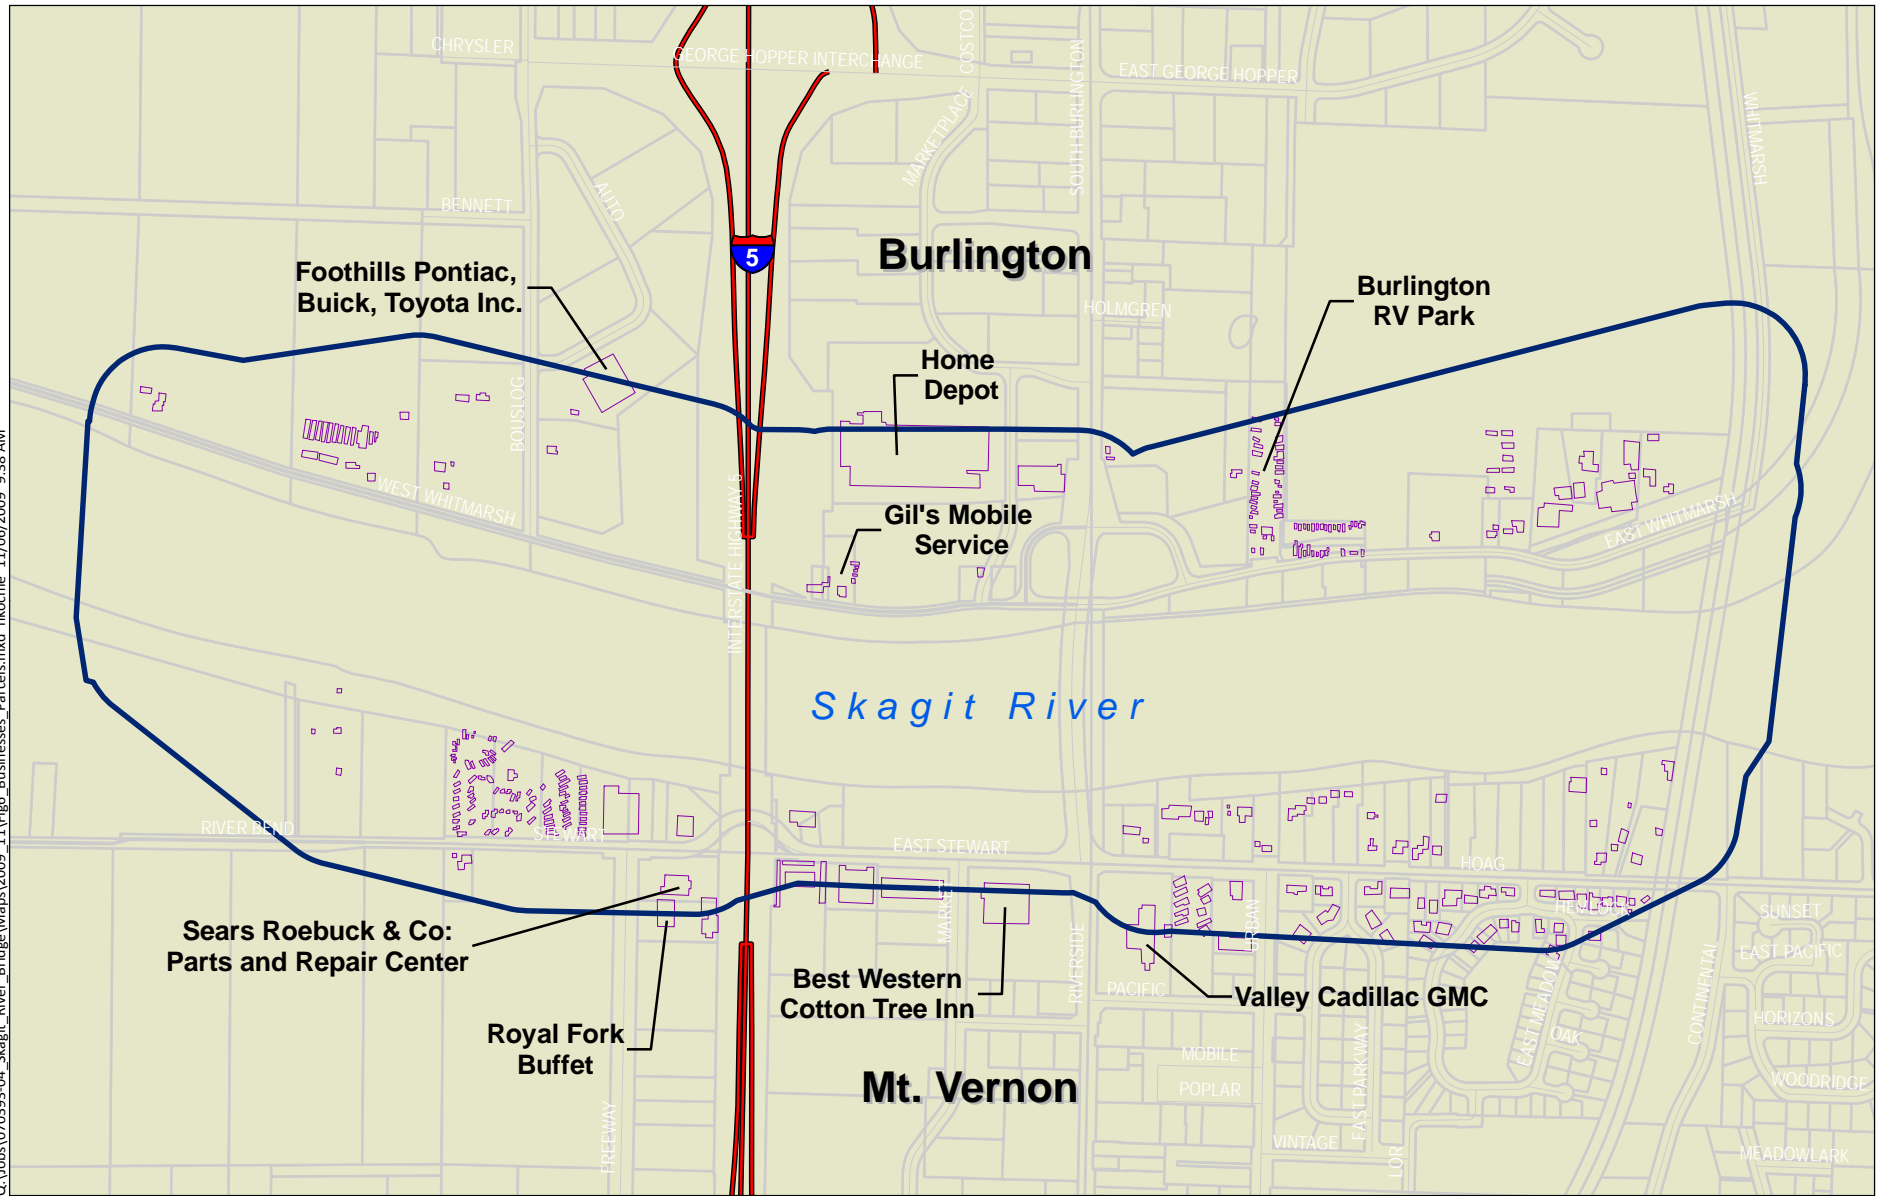 CHRYSLER
GEORGE HOPPER INTERCHANGE
COSTCO
EAST GEORGE HOPPER
SOUTH BURLINGTON
MARKETPLACE
WHITMARSH
BENNETT
AUTO
5
Burlington
Foothills Pontiac,
Buick, Toyota Inc.
Burlington
RV Park
HOLMGREN
Home
Depot
BOUSLOG
WEST WHITMARSH
INTERSTATE HIGHWAY 5
Gil's Mobile
Service
EAST WHITMARSH
Skagit River
RIVER BEND
STEWART
EAST STEWART
HOAG
MARKET
RIVERSIDE
URBAN
HEMLOCK
SUNSET
EAST PACIFIC
Sears Roebuck & Co:
Parts and Repair Center
Best Western
Cotton Tree Inn
PACIFIC
Valley Cadillac GMC
EAST MEADOW
CONTINENTAL
HORIZONS
OAK
Royal Fork
Buffet
MOBILE
POPLAR
EAST PARKWAY
WOODRIDGE
Mt. Vernon
FREEWAY
VINTAGE
LOR
MEADOWLARK